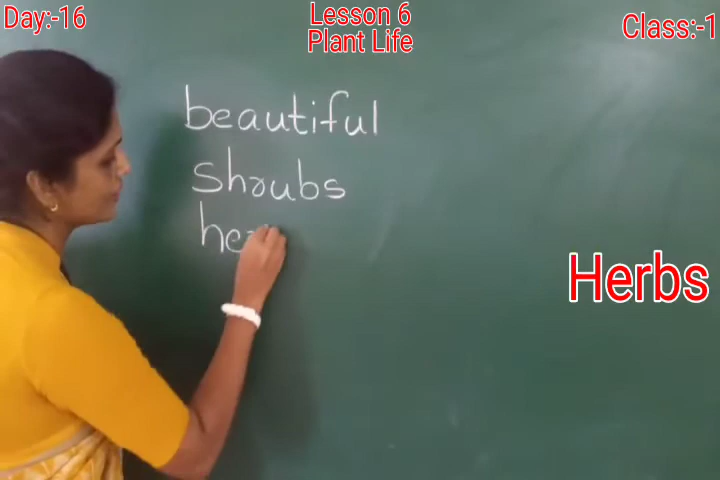 Day:-16
Lesson 6
Plant Life
Class:-1
beautiful
shrubs
he
Herbs